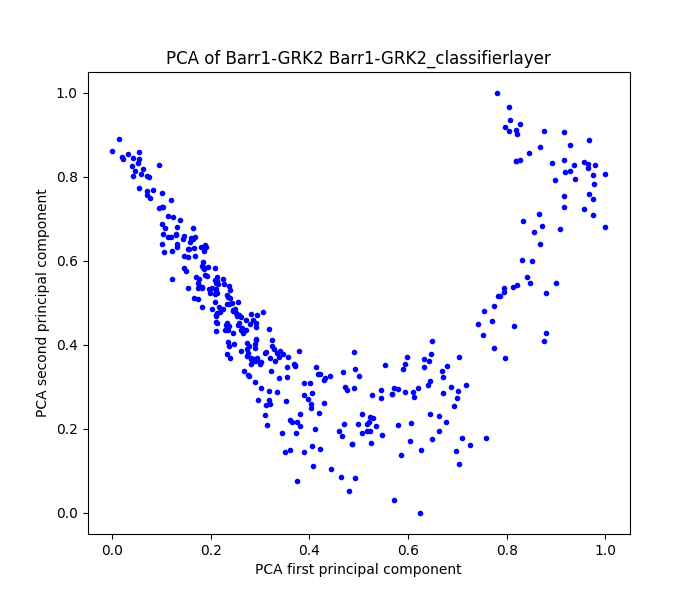 PCA of Barr1-GRK2 Barr1-GRK2_classifierlayer
1.0
0.8
0.6
0.4
0.2
0.0
PCA second principal component
0.0 0.2 0.4 0.6 0.8 1.0
PCA first principal component